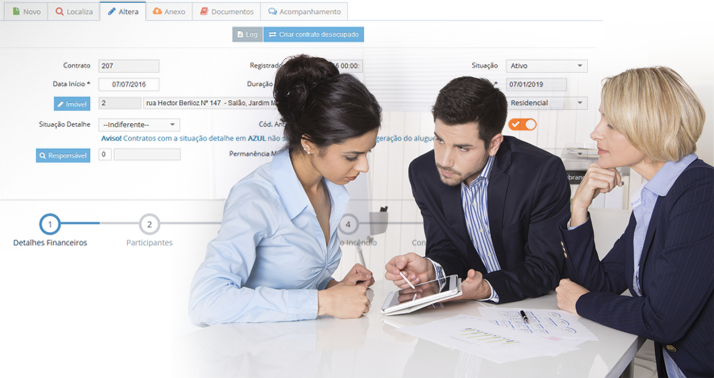 Novo Localiza Altera Anexo Documentos Acompanhamento
Log Criar contrato desocupado
Contrato 207 Registrado 00:00: Situação Ativo
Data Início * 07/07/2016 Duração 07/01/2019
Imóvel 2 rua Hector Berlioz,Nº 147 - Salão, Jardim Residencial
Situação Detalhe --Indiferente-- Cód.
Aviso! Contratos com a situação detalhe em AZUL não geração do
Responsável 0 Permanência
1 2 4
Detalhes Financeiros Participantes Incêndio